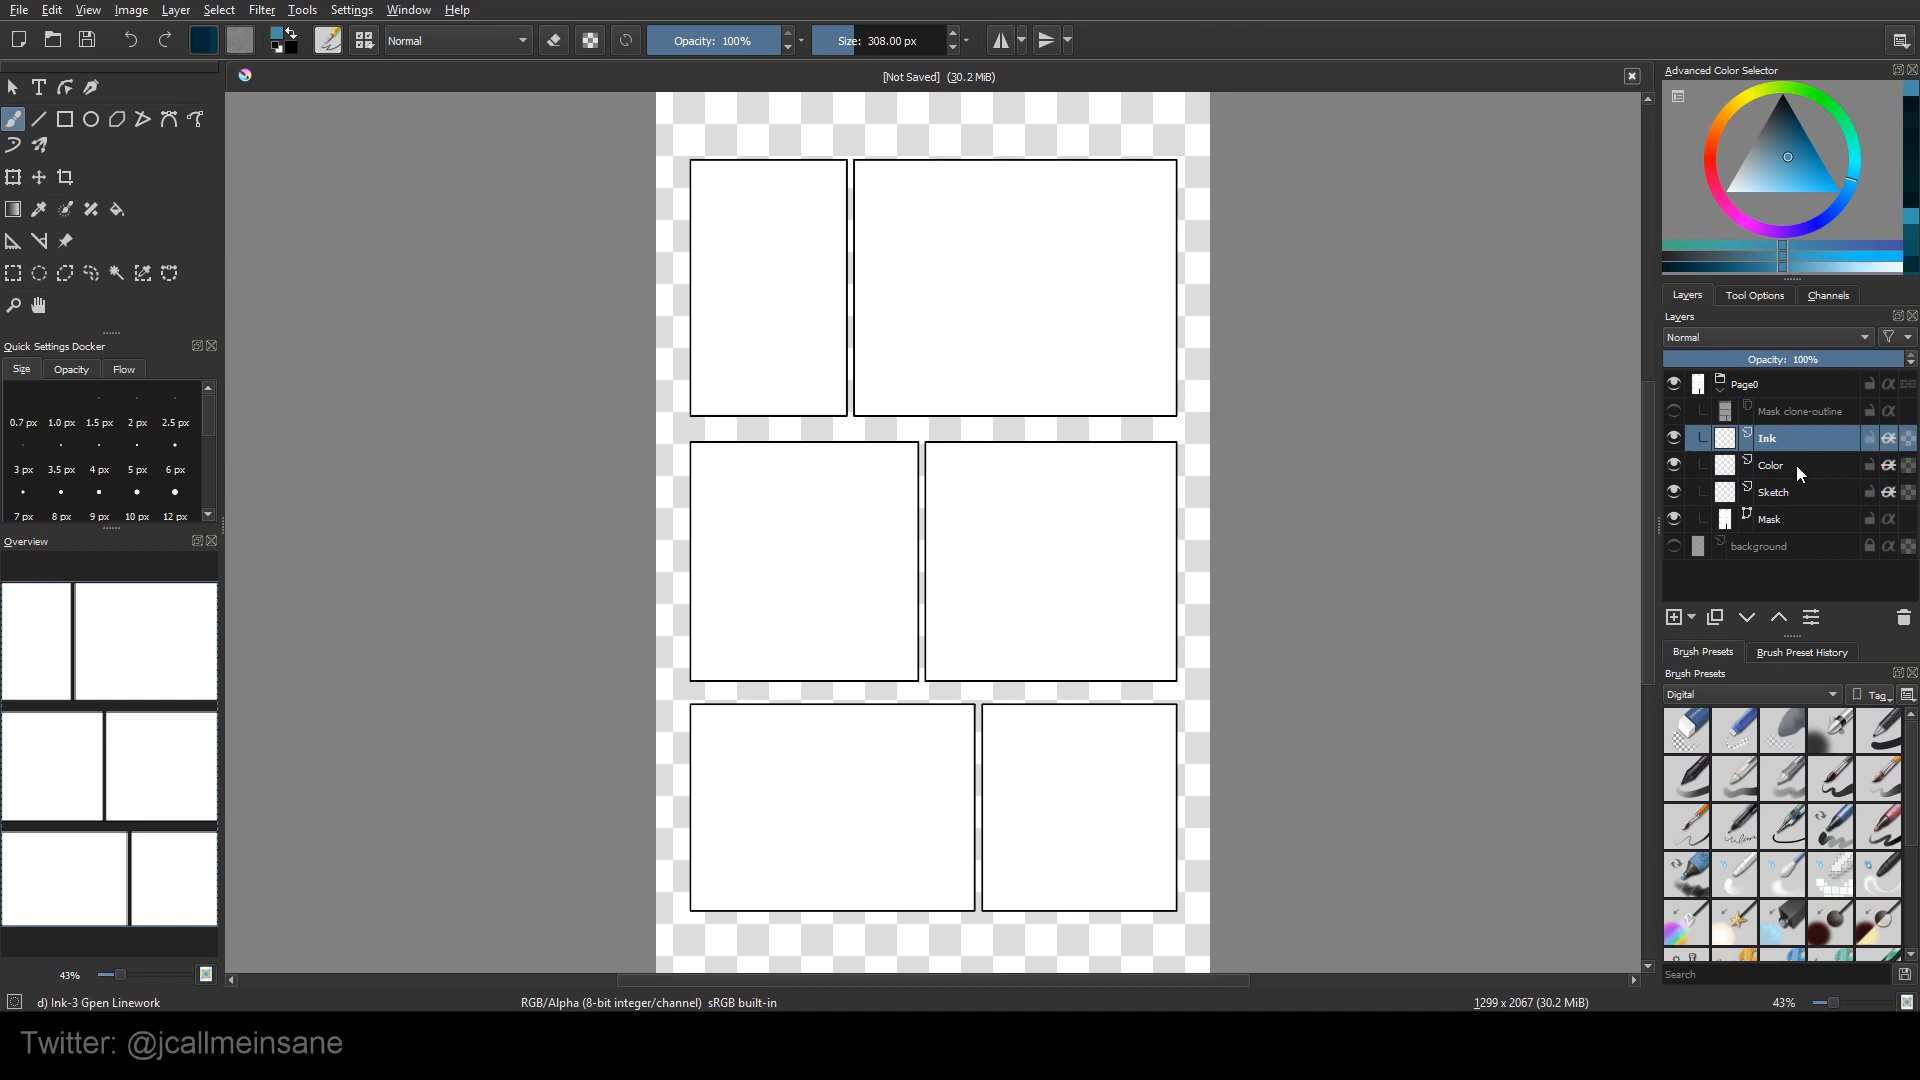 File Edit View Image Layer Select Filter Tools Settings Window Help
Normal Opacity: 100% Size: 308.00 px
[Not Saved] (30.2 MiB)
Advanced Color Selector
Layers Tool Options Channels
Layers
Normal
Opacity: 100%
Page0
Mask clone-outline
Ink
Color
Sketch
Mask
background
Brush Presets Brush Preset History
Brush Presets
Digital Tag
Search
Quick Settings Docker
Size Opacity Flow
0.7 px 1.0 px 1.5 px 2 px 2.5 px
3 px 3.5 px 4 px 5 px 6 px
7 px 8 px 9 px 10 px 12 px
Overview
43%
d) Ink-3 Gpen Linework RGB/Alpha (8-bit integer/channel) sRGB built-in 1299 x 2067 (30.2 MiB) 43%
Twitter: @jcallmeinsane